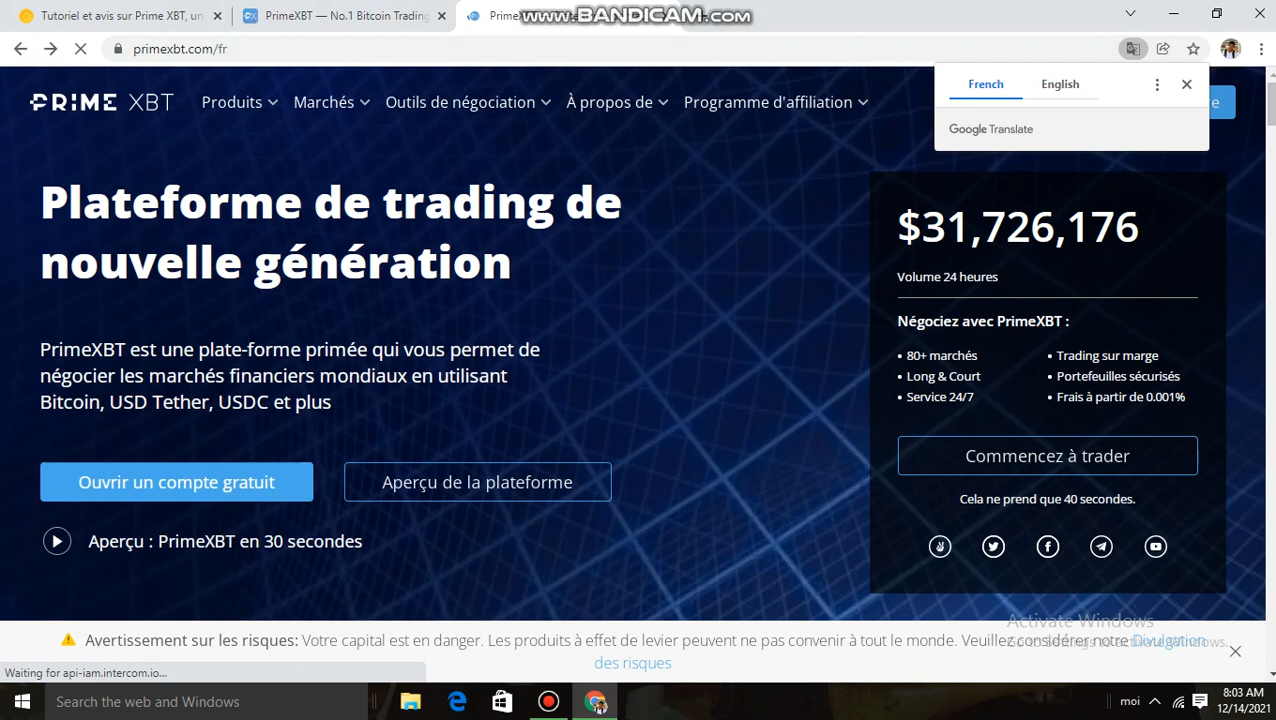 Tutoriel et avis sur Prime XBT, un
PrimeXBT — No.1 Bitcoin Trading
www.BANDICAM.com
primexbt.com/fr
French
English
Google Translate
PRIME XBT
Produits
Marchés
Outils de négociation
À propos de
Programme d'affiliation
Plateforme de trading de
nouvelle génération
PrimeXBT est une plate-forme primée qui vous permet de
négocier les marchés financiers mondiaux en utilisant
Bitcoin, USD Tether, USDC et plus
Ouvrir un compte gratuit
Aperçu de la plateforme
Aperçu : PrimeXBT en 30 secondes
$31,726,176
Volume 24 heures
Négociez avec PrimeXBT :
• 80+ marchés
• Long & Court
• Service 24/7
• Trading sur marge
• Portefeuilles sécurisés
• Frais à partir de 0.001%
Commencez à trader
Cela ne prend que 40 secondes.
Activate Windows
Go to Settings to activate Windows.
Avertissement sur les risques: Votre capital est en danger. Les produits à effet de levier peuvent ne pas convenir à tout le monde. Veuillez considérer notre Divulgation
des risques
Waiting for api-iam.intercom.io...
Search the web and Windows
moi
8:03 AM
12/14/2021